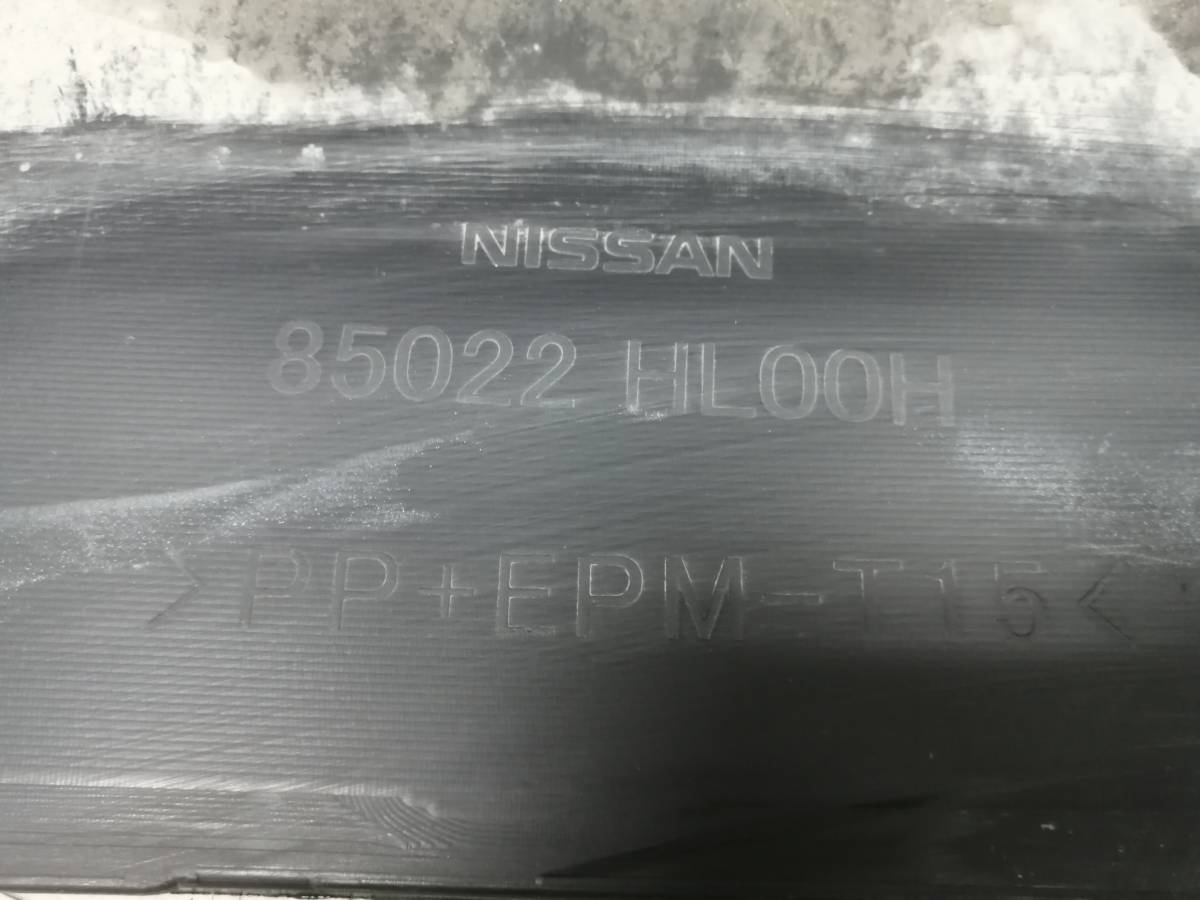 NISSAN
85022 HL00H
>PP+EPM-T15<